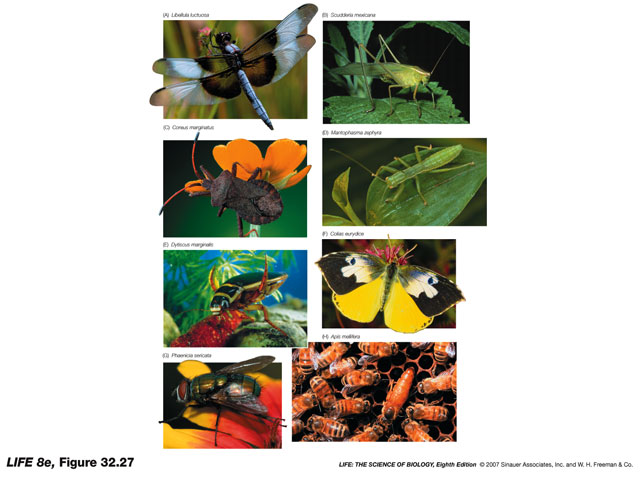 (A) Libellula luctuosa
(B) Scudderia mexicana
(C) Coreus marginatus
(D) Mantophasma zephyra
(E) Dytiscus marginalis
(F) Colias eurydice
(G) Phaenicia sericata
(H) Apis mellifera
LIFE 8e, Figure 32.27
LIFE: THE SCIENCE OF BIOLOGY, Eighth Edition © 2007 Sinauer Associates, Inc. and W. H. Freeman & Co.